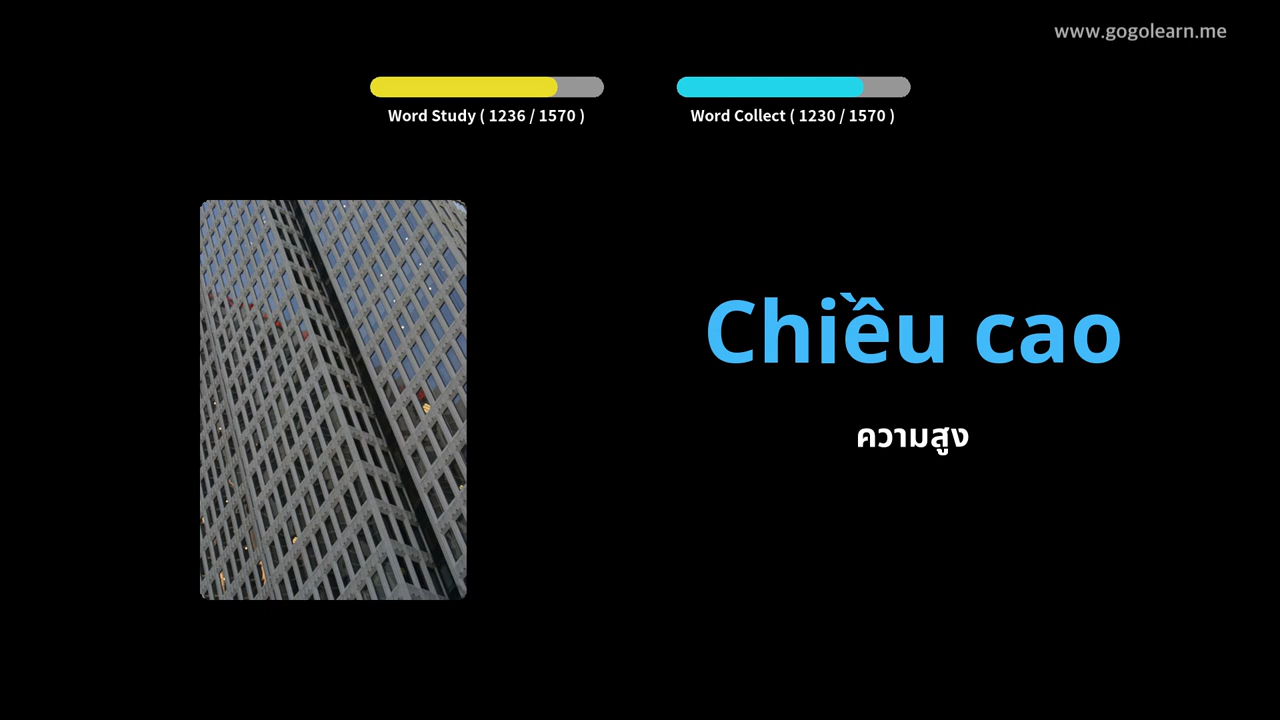 www.gogolearn.me
Word Study ( 1236 / 1570 )
Word Collect ( 1230 / 1570 )
Chiều cao
ความสูง